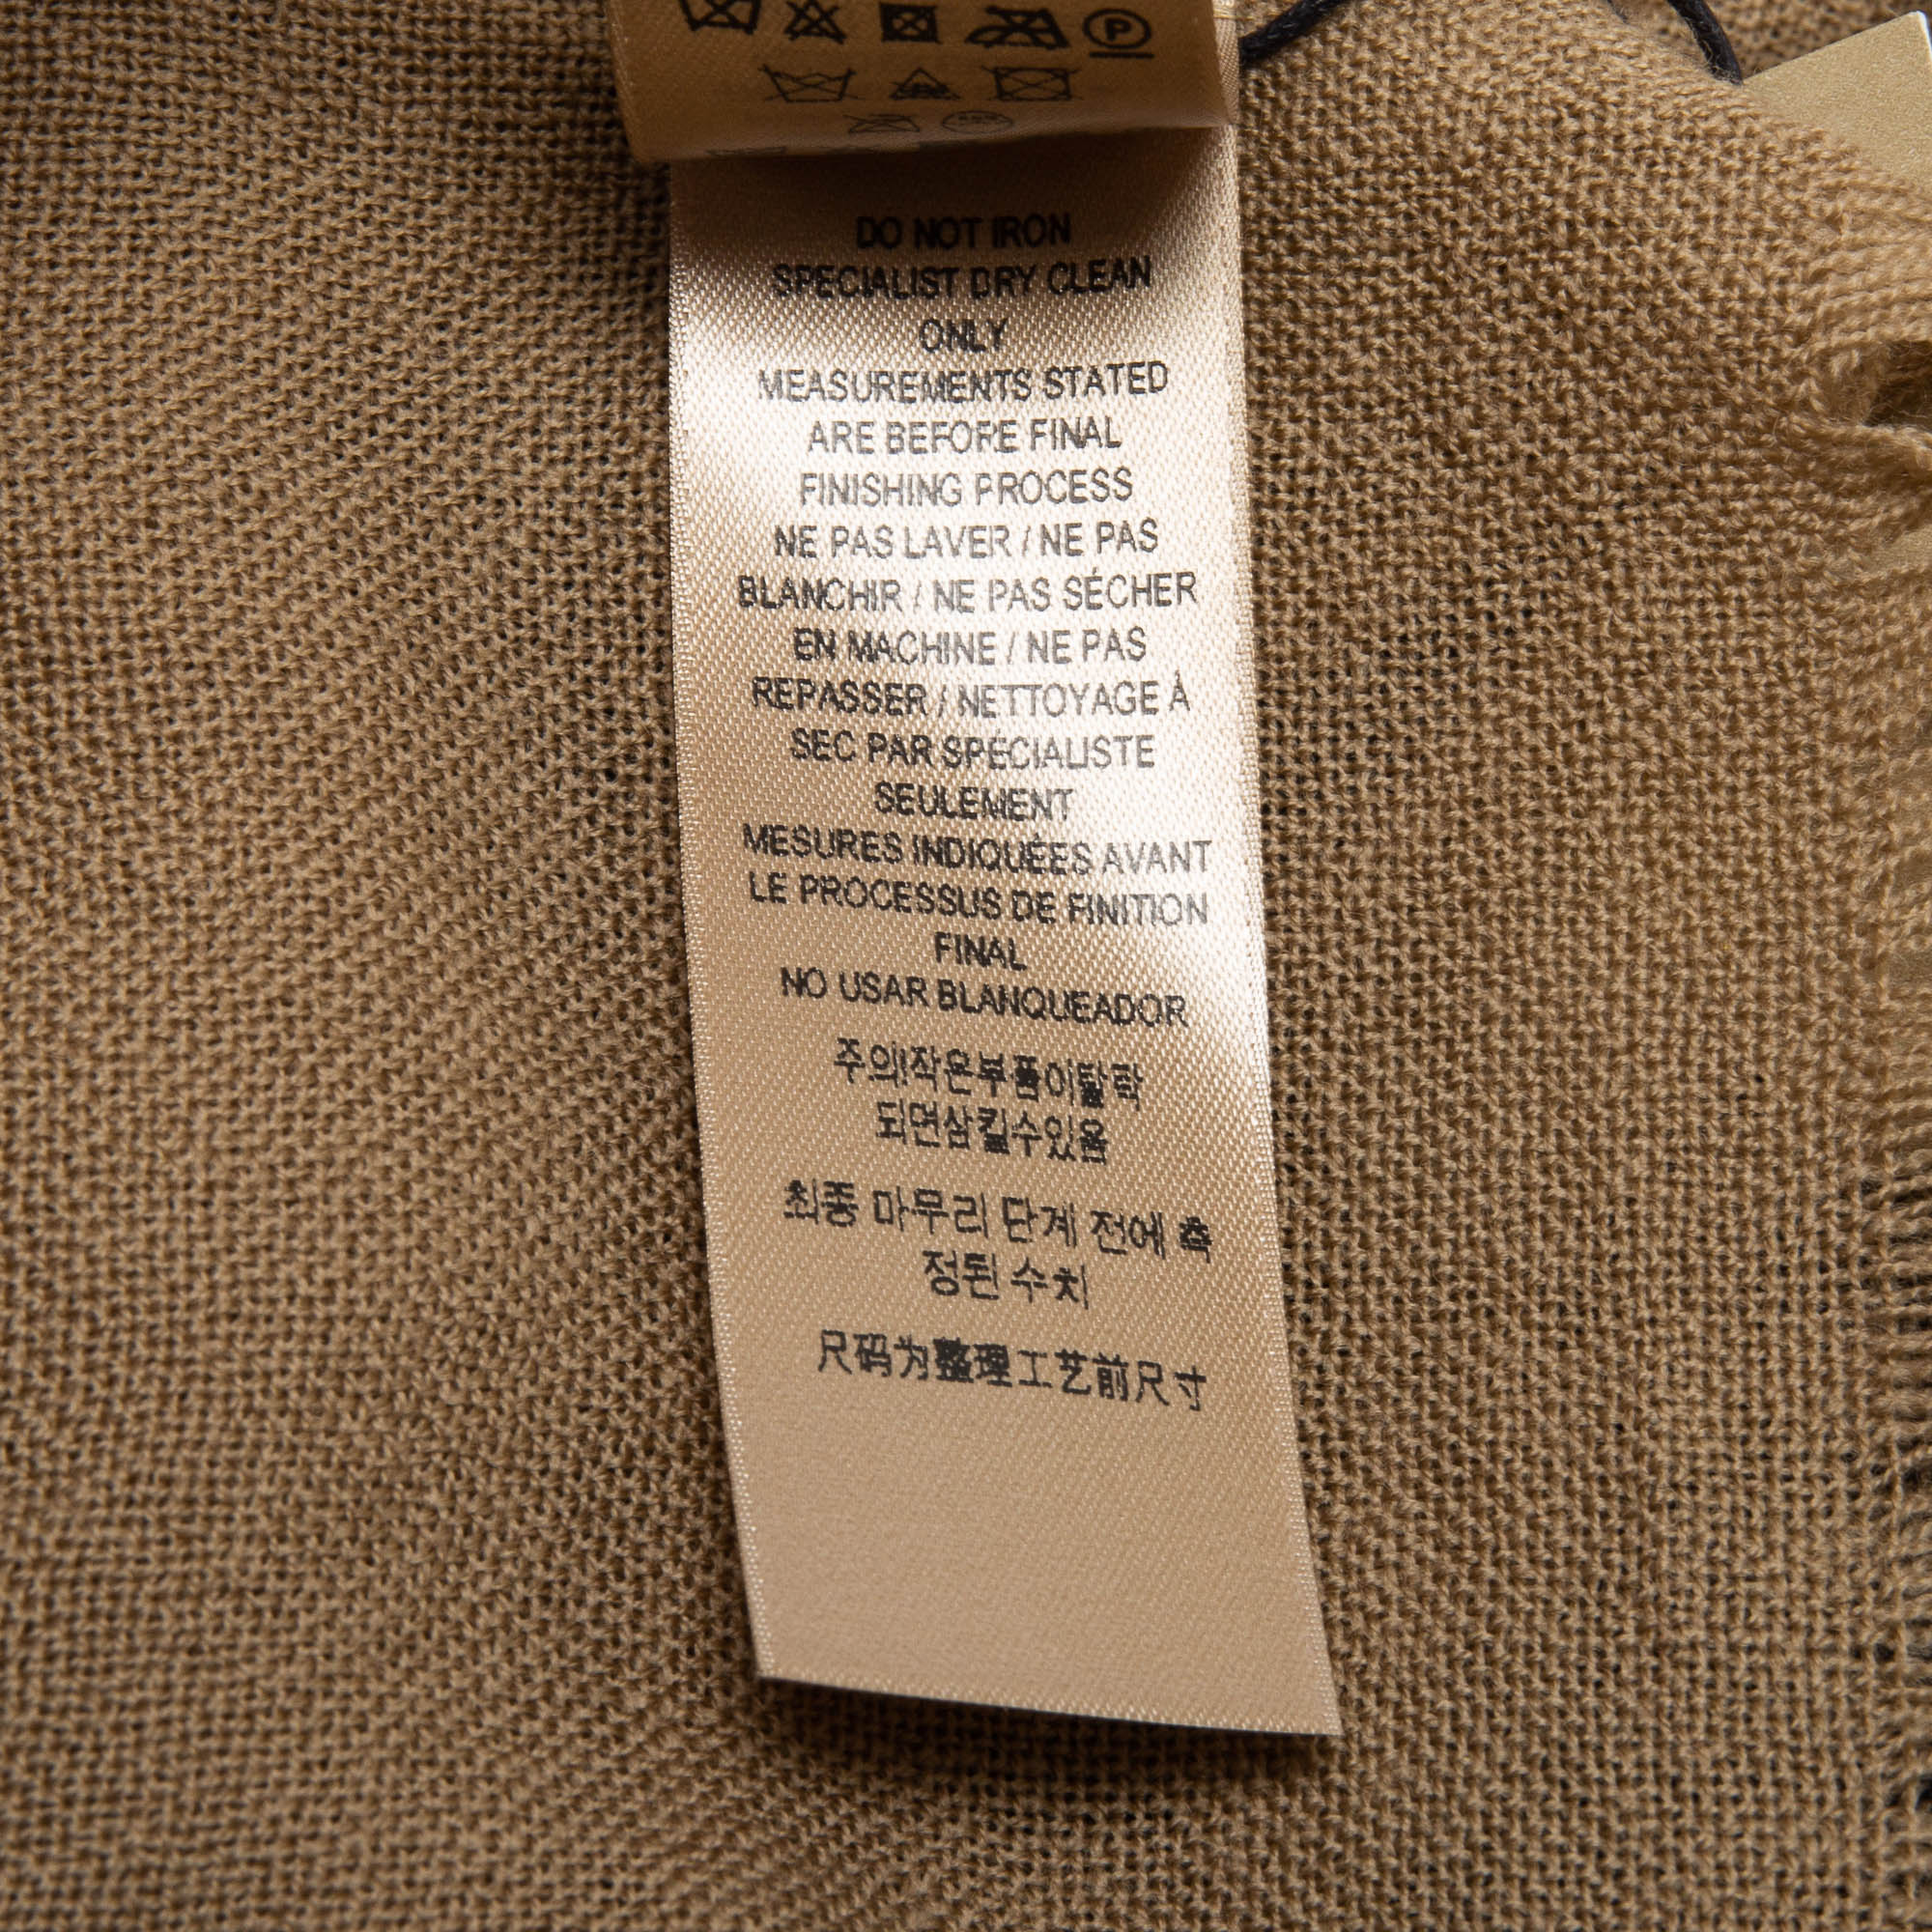 P
DO NOT IRON
SPECIALIST DRY CLEAN
ONLY
MEASUREMENTS STATED
ARE BEFORE FINAL
FINISHING PROCESS
NE PAS LAVER / NE PAS
BLANCHIR / NE PAS SÉCHER
EN MACHINE / NE PAS
REPASSER / NETTOYAGE À
SEC PAR SPÉCIALISTE
SEULEMENT
MESURES INDIQUÉES AVANT
LE PROCESSUS DE FINITION
FINAL
NO USAR BLANQUEADOR
주의!작은부품이탈락
되면삼킬수있음
최종 마무리 단계 전에 측
정된 수치
尺码为整理工艺前尺寸